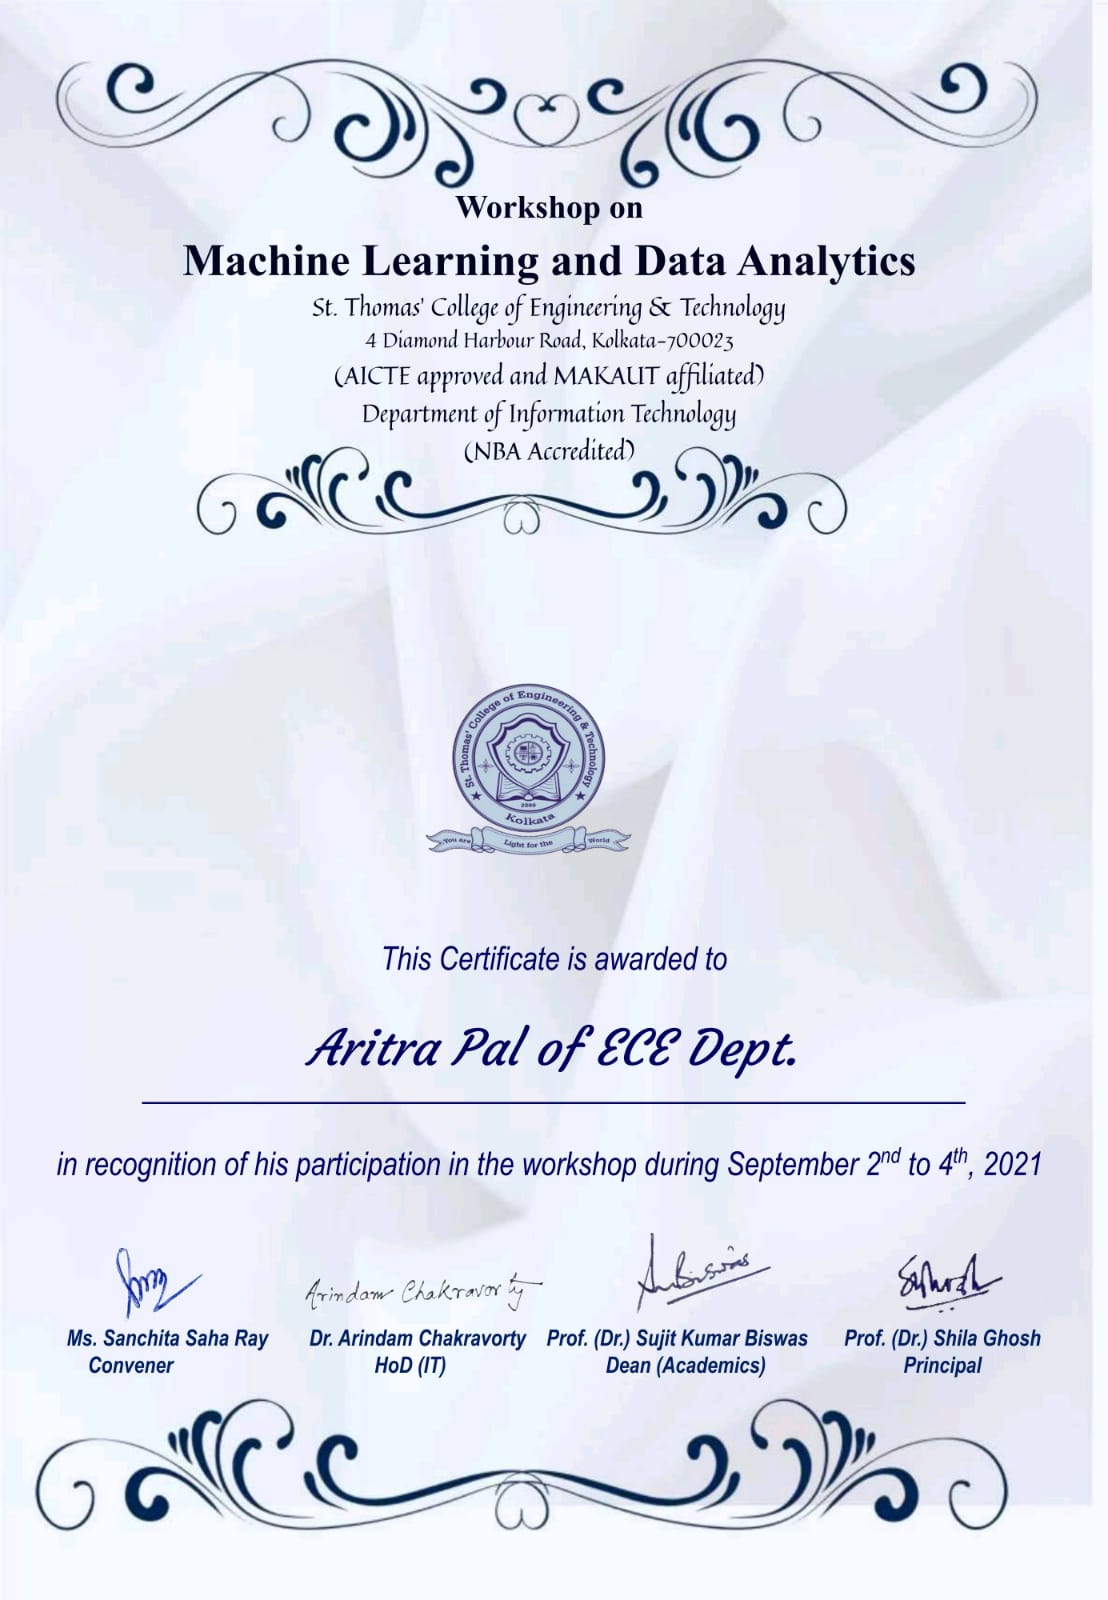 Workshop on
Machine Learning and Data Analytics
St. Thomas' College of Engineering & Technology
4 Diamond Harbour Road, Kolkata-700023
(AICTE approved and MAKAUT affiliated)
Department of Information Technology
(NBA Accredited)
St. Thomas' College of Engineering & Technology
2000
Kolkata
You are Light for the World
This Certificate is awarded to
Aritra Pal of ECE Dept.
in recognition of his participation in the workshop during September 2nd to 4th, 2021
Arindam Chakravorty
Ms. Sanchita Saha Ray Dr. Arindam Chakravorty Prof. (Dr.) Sujit Kumar Biswas Prof. (Dr.) Shila Ghosh
Convener HoD (IT) Dean (Academics) Principal